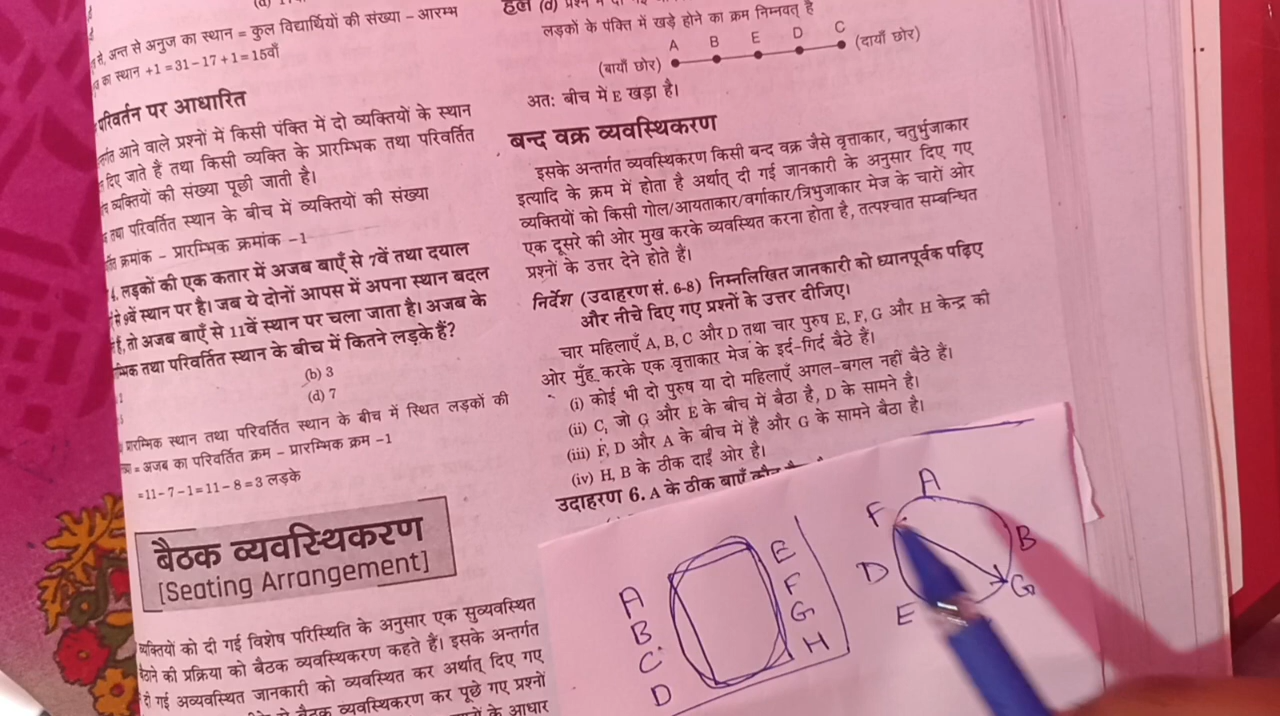 से, अन्त से अनुज का स्थान = कुल विद्यार्थियों की संख्या – आरम्भ
का स्थान +1 = 31 – 17 + 1 = 15वाँ
परिवर्तन पर आधारित
आने वाले प्रश्नों में किसी पंक्ति में दो व्यक्तियों के स्थान
दिए जाते हैं तथा किसी व्यक्ति के प्रारम्भिक तथा परिवर्तित
व्यक्तियों की संख्या पूछी जाती है।
तथा परिवर्तित स्थान के बीच में व्यक्तियों की संख्या
क्रमांक – प्रारम्भिक क्रमांक –1
4. लड़कों की एक कतार में अजब बाएँ से 7वें तथा दयाल
से 9वें स्थान पर है। जब ये दोनों आपस में अपना स्थान बदल
हैं, तो अजब बाएँ से 11वें स्थान पर चला जाता है। अजब के
तथा परिवर्तित स्थान के बीच में कितने लड़के हैं?
(b) 3
(d) 7
प्रारम्भिक स्थान तथा परिवर्तित स्थान के बीच में स्थित लड़कों की
= अजब का परिवर्तित क्रम – प्रारम्भिक क्रम –1
=11–7–1=11–8=3 लड़के
बैठक व्यवस्थिकरण
[Seating Arrangement]
व्यक्तियों को दी गई विशेष परिस्थिति के अनुसार एक सुव्यवस्थित
की प्रक्रिया को बैठक व्यवस्थिकरण कहते हैं। इसके अन्तर्गत
दी गई अव्यवस्थित जानकारी को व्यवस्थित कर अर्थात् दिए गए
बैठक व्यवस्थिकरण कर पूछे गए प्रश्नों
के आधार
हल (d)
लड़कों के पंक्ति में खड़े होने का क्रम निम्नवत् है
A B E D C
(बायाँ छोर) (दायाँ छोर)
अतः बीच में E खड़ा है।
बन्द वक्र व्यवस्थिकरण
इसके अन्तर्गत व्यवस्थिकरण किसी बन्द वक्र जैसे वृत्ताकार, चतुर्भुजाकार
इत्यादि के क्रम में होता है अर्थात् दी गई जानकारी के अनुसार दिए गए
व्यक्तियों को किसी गोल/आयताकार/वर्गाकार/त्रिभुजाकार मेज के चारों ओर
एक दूसरे की ओर मुख करके व्यवस्थित करना होता है, तत्पश्चात सम्बन्धित
प्रश्नों के उत्तर देने होते हैं।
निर्देश (उदाहरण सं. 6-8) निम्नलिखित जानकारी को ध्यानपूर्वक पढ़िए
और नीचे दिए गए प्रश्नों के उत्तर दीजिए।
चार महिलाएँ A, B, C और D तथा चार पुरुष E, F, G और H केन्द्र की
ओर मुँह करके एक वृत्ताकार मेज के इर्द-गिर्द बैठे हैं।
(i) कोई भी दो पुरुष या दो महिलाएँ अगल-बगल नहीं बैठे हैं।
(ii) C, जो G और E के बीच में बैठा है, D के सामने है।
(iii) F, D और A के बीच में है और G के सामने बैठा है।
(iv) H, B के ठीक दाईं ओर है।
उदाहरण 6. A के ठीक बाएँ कौन
A
B
C
D
E
F
G
H
A
F
B
D
G
E